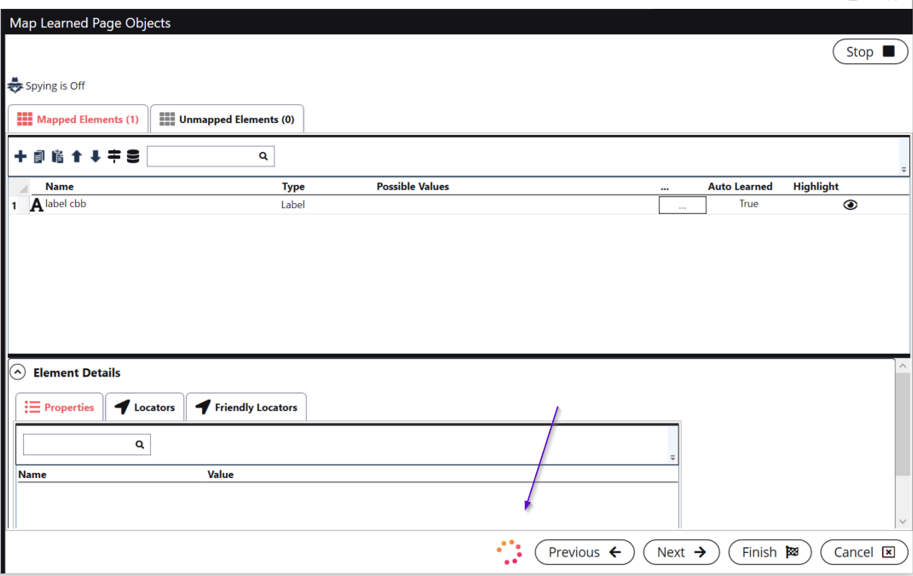 Map Learned Page Objects
Stop
Spying is Off
Mapped Elements (1) Unmapped Elements (0)
Name Type Possible Values ... Auto Learned Highlight
1 label cbb Label ... True
Element Details
Properties Locators Friendly Locators
Name Value
Previous Next Finish Cancel